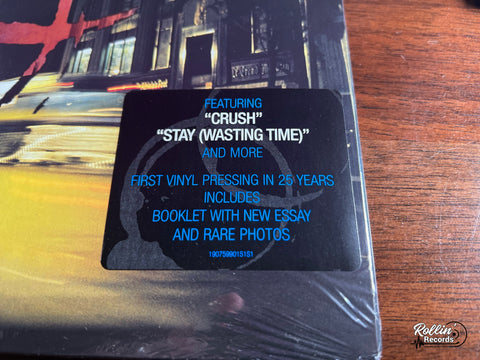 FEATURING
“CRUSH”
“STAY (WASTING TIME)”
AND MORE
FIRST VINYL PRESSING IN 25 YEARS
INCLUDES
BOOKLET WITH NEW ESSAY
AND RARE PHOTOS
19075990151S1
Rollin'
Records